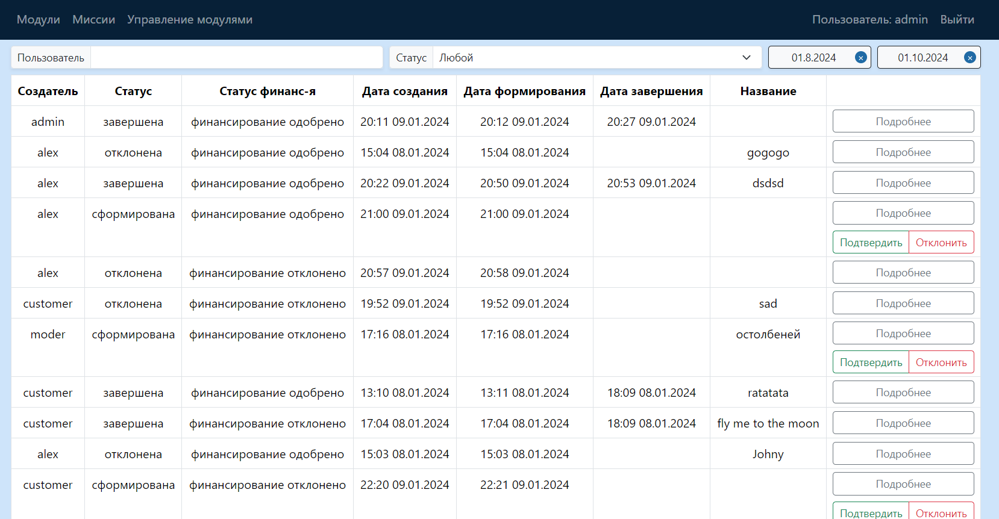 Модули Миссии Управление модулями Пользователь: admin Выйти
Пользователь Статус Любой 01.8.2024 01.10.2024
Создатель Статус Статус финанс-я Дата создания Дата формирования Дата завершения Название
admin завершена финансирование одобрено 20:11 09.01.2024 20:12 09.01.2024 20:27 09.01.2024 Подробнее
alex отклонена финансирование одобрено 15:04 08.01.2024 15:04 08.01.2024 gogogo Подробнее
alex завершена финансирование одобрено 20:22 09.01.2024 20:50 09.01.2024 20:53 09.01.2024 dsdsd Подробнее
alex сформирована финансирование одобрено 21:00 09.01.2024 21:00 09.01.2024 Подробнее
Подтвердить Отклонить
alex отклонена финансирование отклонено 20:57 09.01.2024 20:58 09.01.2024 Подробнее
customer отклонена финансирование отклонено 19:52 09.01.2024 19:52 09.01.2024 sad Подробнее
moder сформирована финансирование отклонено 17:16 08.01.2024 17:16 08.01.2024 остолбеней Подробнее
Подтвердить Отклонить
customer завершена финансирование одобрено 13:10 08.01.2024 13:11 08.01.2024 18:09 08.01.2024 ratatata Подробнее
customer завершена финансирование отклонено 17:04 08.01.2024 17:04 08.01.2024 18:09 08.01.2024 fly me to the moon Подробнее
alex отклонена финансирование одобрено 15:03 08.01.2024 15:03 08.01.2024 Johny Подробнее
customer сформирована финансирование отклонено 22:20 09.01.2024 22:21 09.01.2024 Подробнее
Подтвердить Отклонить